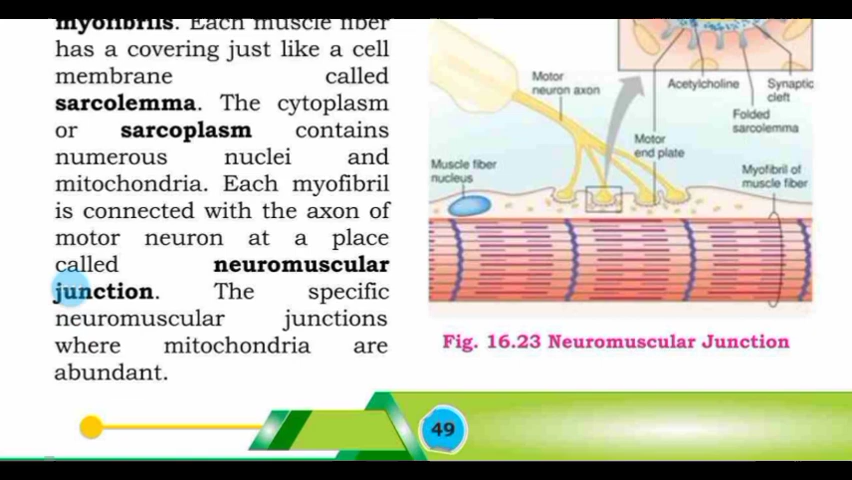 myofibrils. Each muscle fiber
has a covering just like a cell
membrane called
sarcolemma. The cytoplasm
or sarcoplasm contains
numerous nuclei and
mitochondria. Each myofibril
is connected with the axon of
motor neuron at a place
called neuromuscular
junction. The specific
neuromuscular junctions
where mitochondria are
abundant.
Acetylcholine
Synaptic
cleft
Motor
neuron axon
Folded
sarcolemma
Motor
end plate
Muscle fiber
nucleus
Myofibril of
muscle fiber
Fig. 16.23 Neuromuscular Junction
49